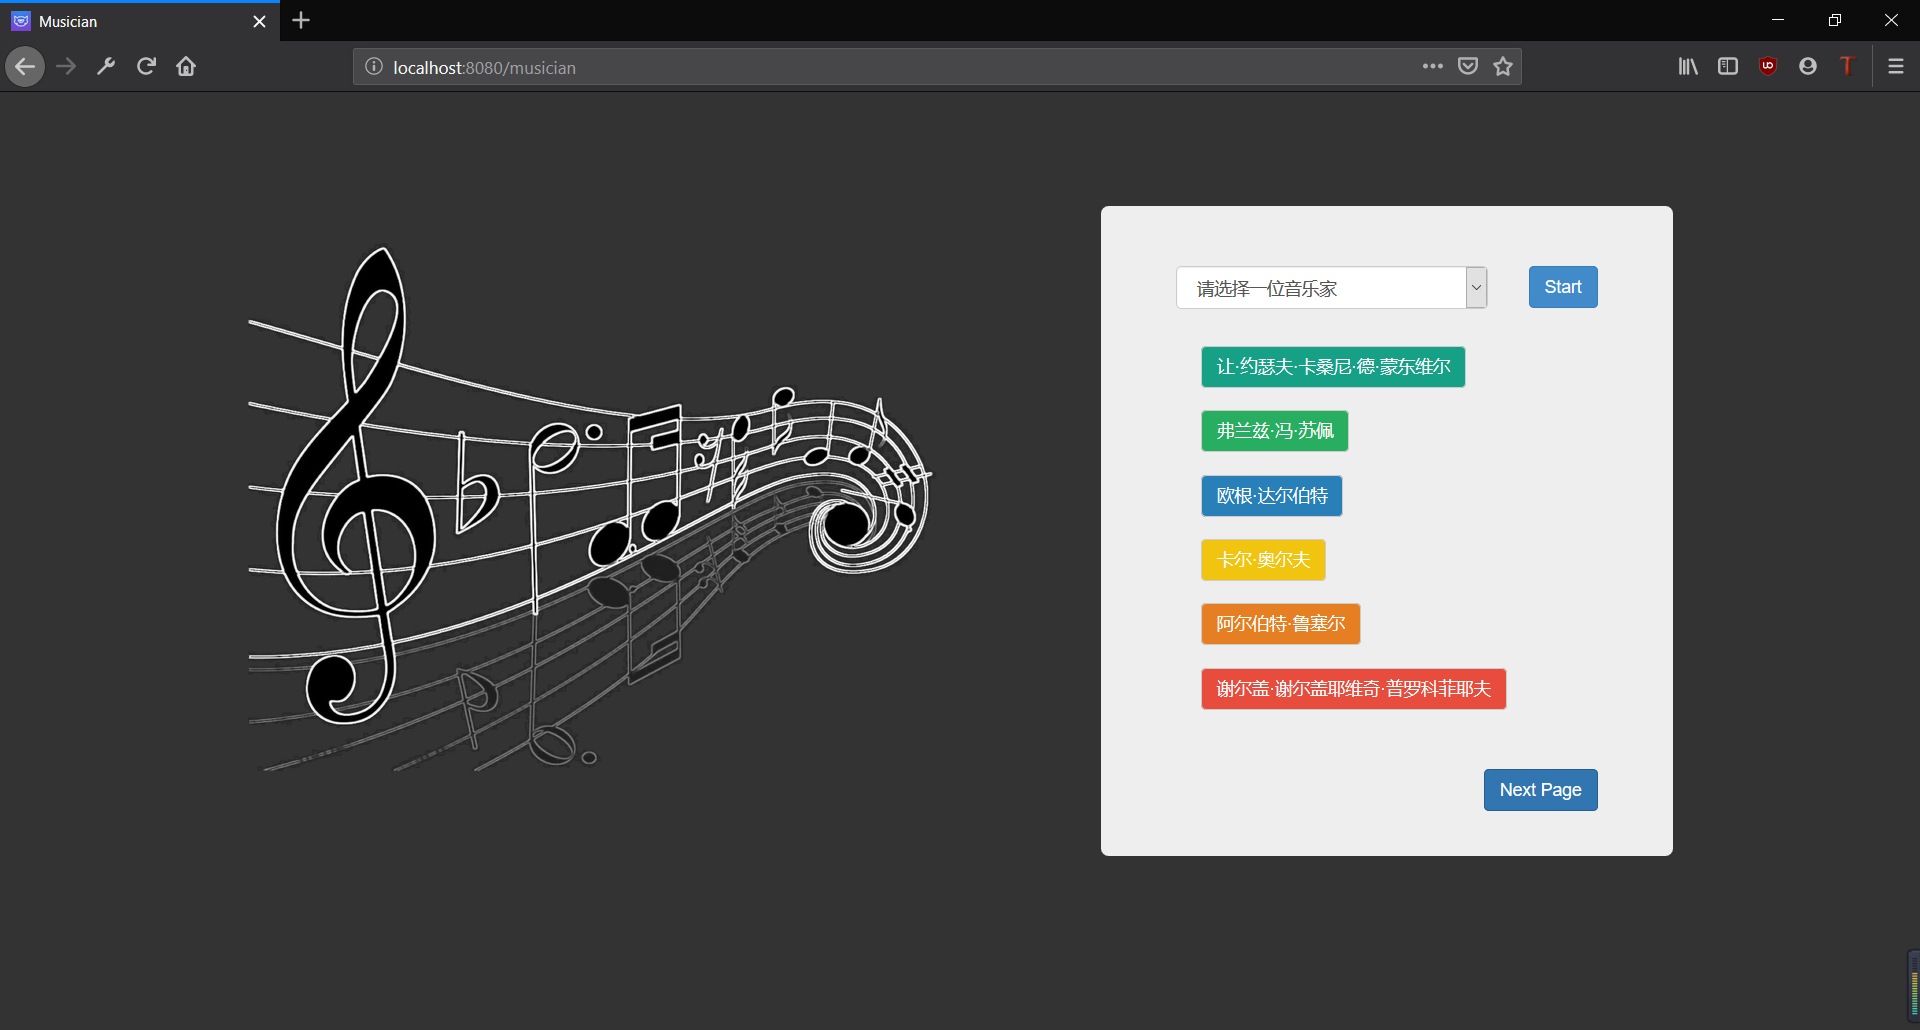 Musician
localhost:8080/musician
请选择一位音乐家
Start
让·约瑟夫·卡桑尼·德·蒙东维尔
弗兰兹·冯·苏佩
欧根·达尔伯特
卡尔·奥尔夫
阿尔伯特·鲁塞尔
谢尔盖·谢尔盖耶维奇·普罗科菲耶夫
Next Page